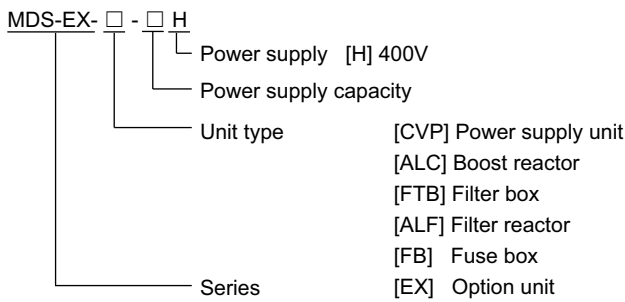 MDS-EX- □ - □ H
Power supply [H] 400V
Power supply capacity
Unit type [CVP] Power supply unit
[ALC] Boost reactor
[FTB] Filter box
[ALF] Filter reactor
[FB] Fuse box
Series [EX] Option unit